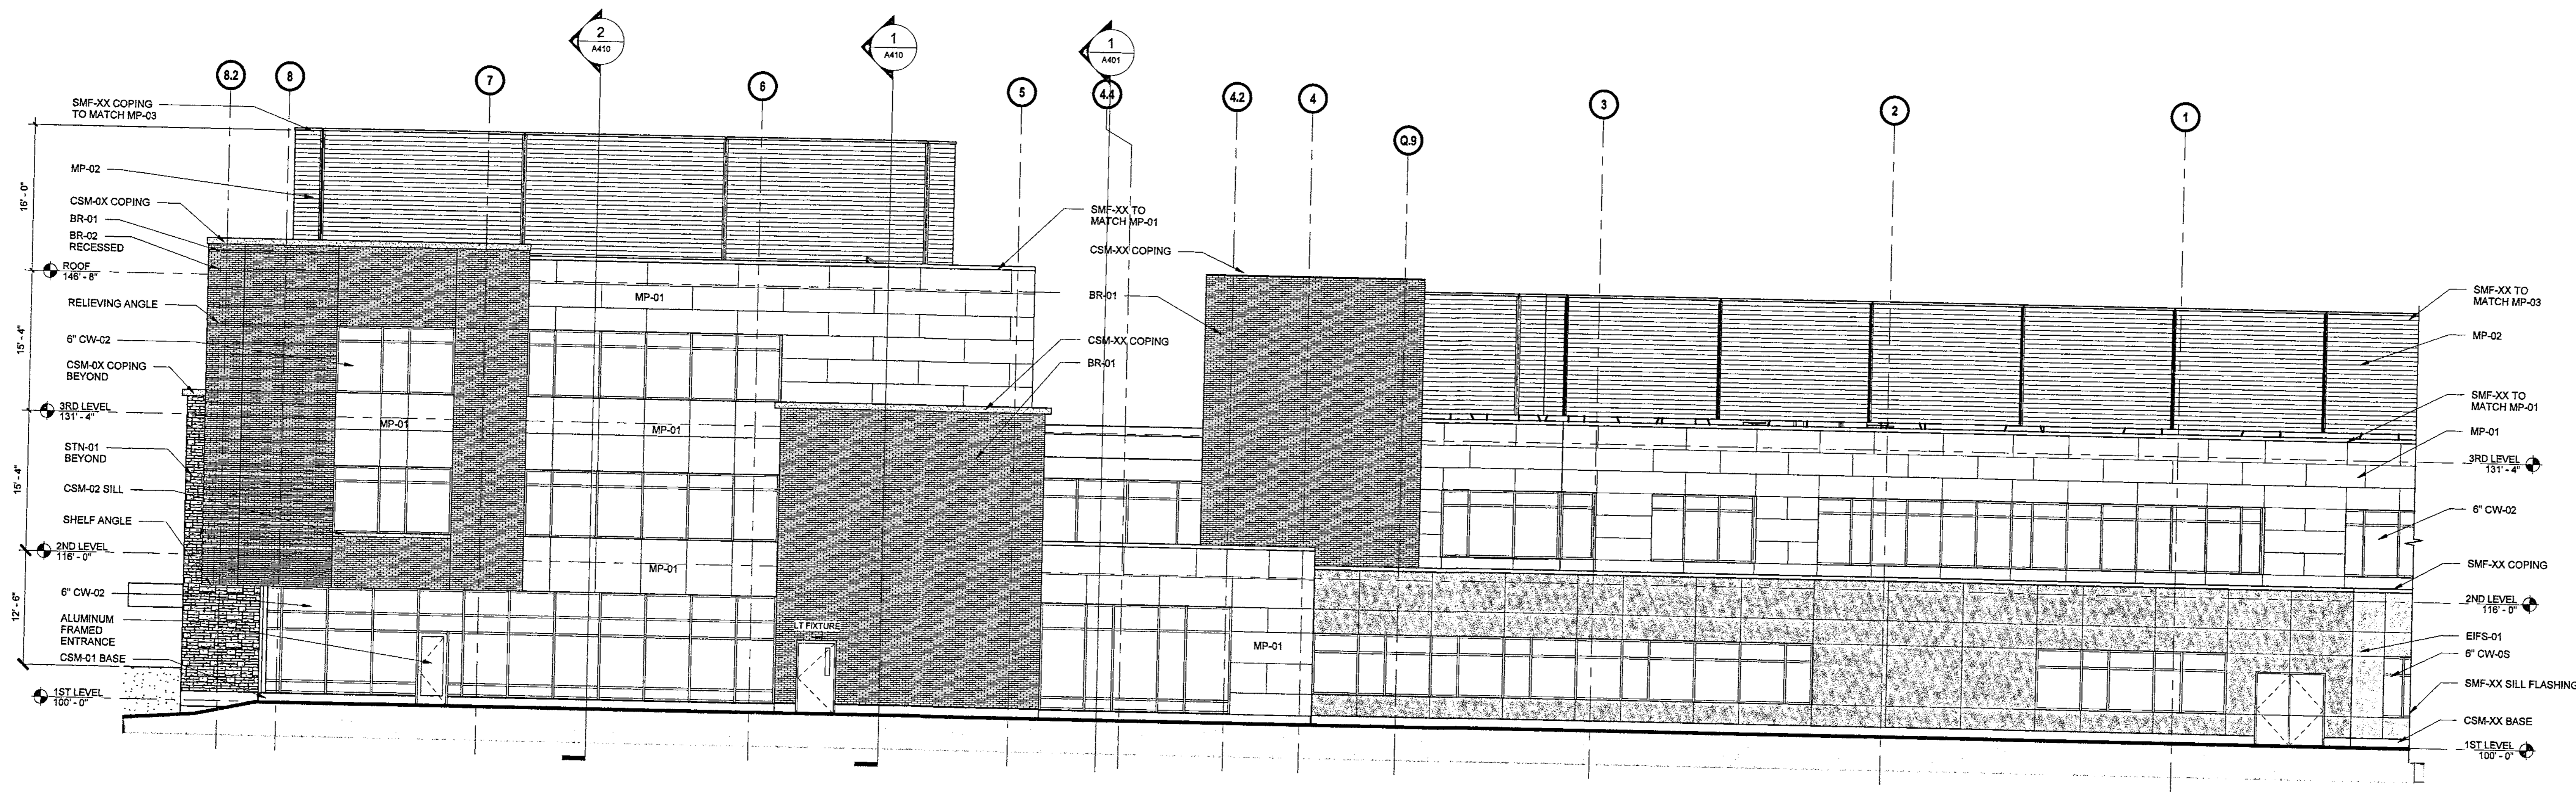 2
A410
1
A410
1
A401
8.2
8
7
6
5
4.4
4.2
4
Q.9
3
2
1
SMF-XX COPING
TO MATCH MP-03
MP-02
CSM-0X COPING
BR-01
BR-02
RECESSED
ROOF
146' - 8"
RELIEVING ANGLE
6" CW-02
CSM-0X COPING
BEYOND
3RD LEVEL
131' - 4"
STN-01
BEYOND
CSM-02 SILL
SHELF ANGLE
2ND LEVEL
116' - 0"
6" CW-02
ALUMINUM
FRAMED
ENTRANCE
CSM-01 BASE
1ST LEVEL
100' - 0"
16' - 0"
15' - 4"
15' - 4"
12' - 6"
MP-01
MP-01
MP-01
MP-01
LT FIXTURE
SMF-XX TO
MATCH MP-01
CSM-XX COPING
BR-01
CSM-XX COPING
BR-01
MP-01
SMF-XX TO
MATCH MP-03
MP-02
SMF-XX TO
MATCH MP-01
MP-01
3RD LEVEL
131' - 4"
6" CW-02
SMF-XX COPING
2ND LEVEL
116' - 0"
EIFS-01
6" CW-0S
SMF-XX SILL FLASHING
CSM-XX BASE
1ST LEVEL
100' - 0"